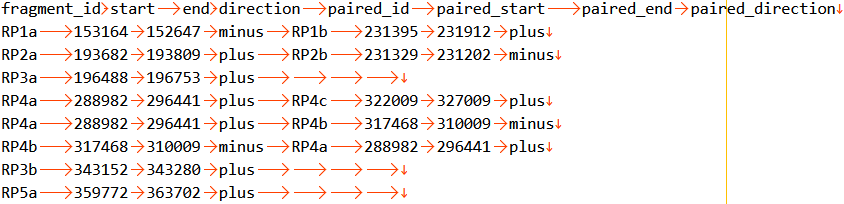 fragment_id	start	end	direction	paired_id	paired_start	paired_end	paired_direction
RP1a	153164	152647	minus	RP1b	231395	231912	plus
RP2a	193682	193809	plus	RP2b	231329	231202	minus
RP3a	196488	196753	plus
RP4a	288982	296441	plus	RP4c	322009	327009	plus
RP4a	288982	296441	plus	RP4b	317468	310009	minus
RP4b	317468	310009	minus	RP4a	288982	296441	plus
RP3b	343152	343280	plus
RP5a	359772	363702	plus